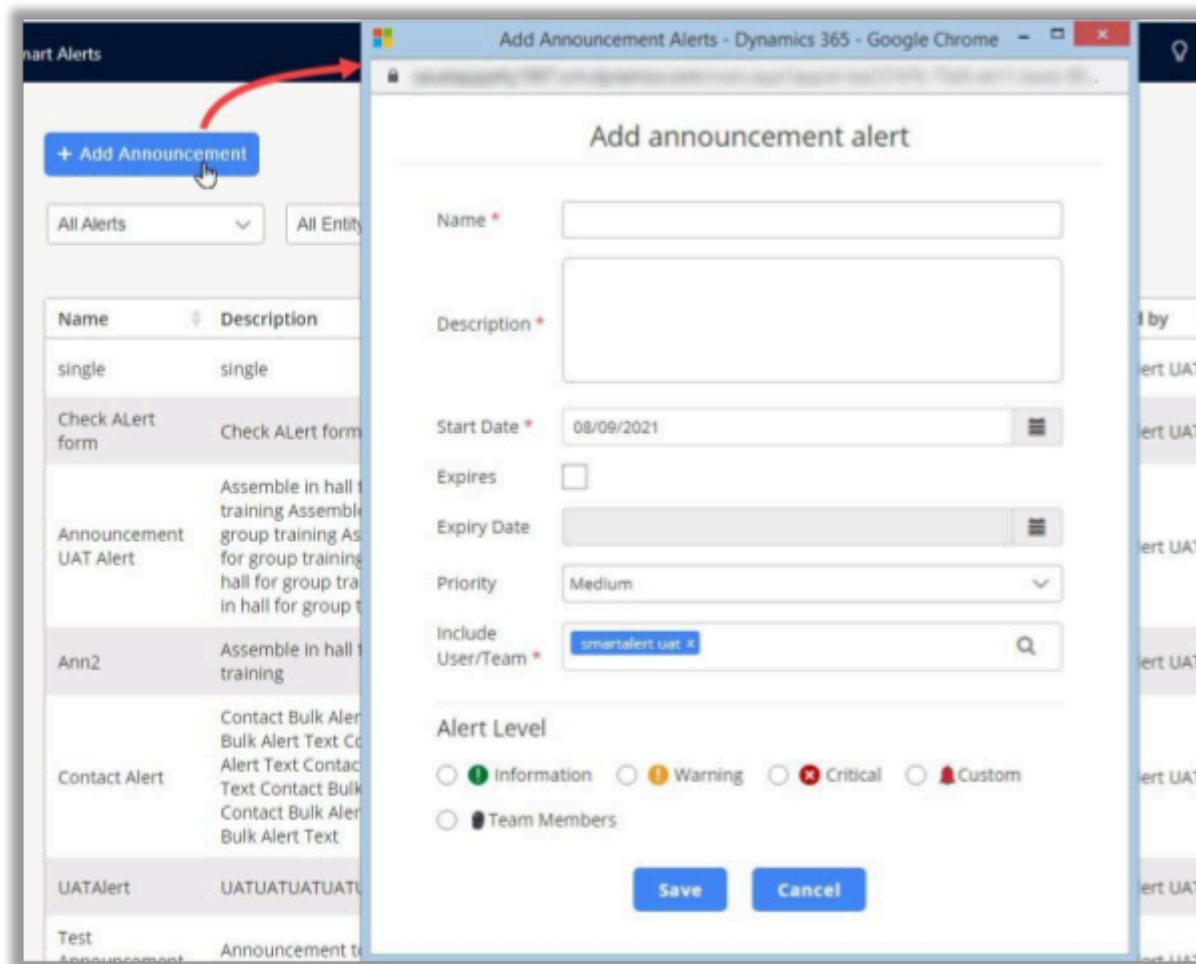 nart Alerts
Add Announcement Alerts - Dynamics 365 - Google Chrome
+ Add Announcement
All Alerts
All Entity
Name
Description
single
single
Check ALert
form
Check ALert form
Announcement
UAT Alert
Assemble in hall f
training Assemble
group training As
for group training
hall for group tra
in hall for group t
Ann2
Assemble in hall f
training
Contact Alert
Contact Bulk Aler
Bulk Alert Text Co
Alert Text Contac
Text Contact Bulk
Contact Bulk Aler
Bulk Alert Text
UATAlert
UATUATUATUATU
Test
Announcement
Announcement to
Add announcement alert
Name *
Description *
Start Date *
08/09/2021
Expires
Expiry Date
Priority
Medium
Include
User/Team *
smartalert uat x
Alert Level
Information
Warning
Critical
Custom
Team Members
Save
Cancel
d by
ert UAT
ert UAT
ert UAT
ert UAT
ert UAT
ert UAT
ert UAT